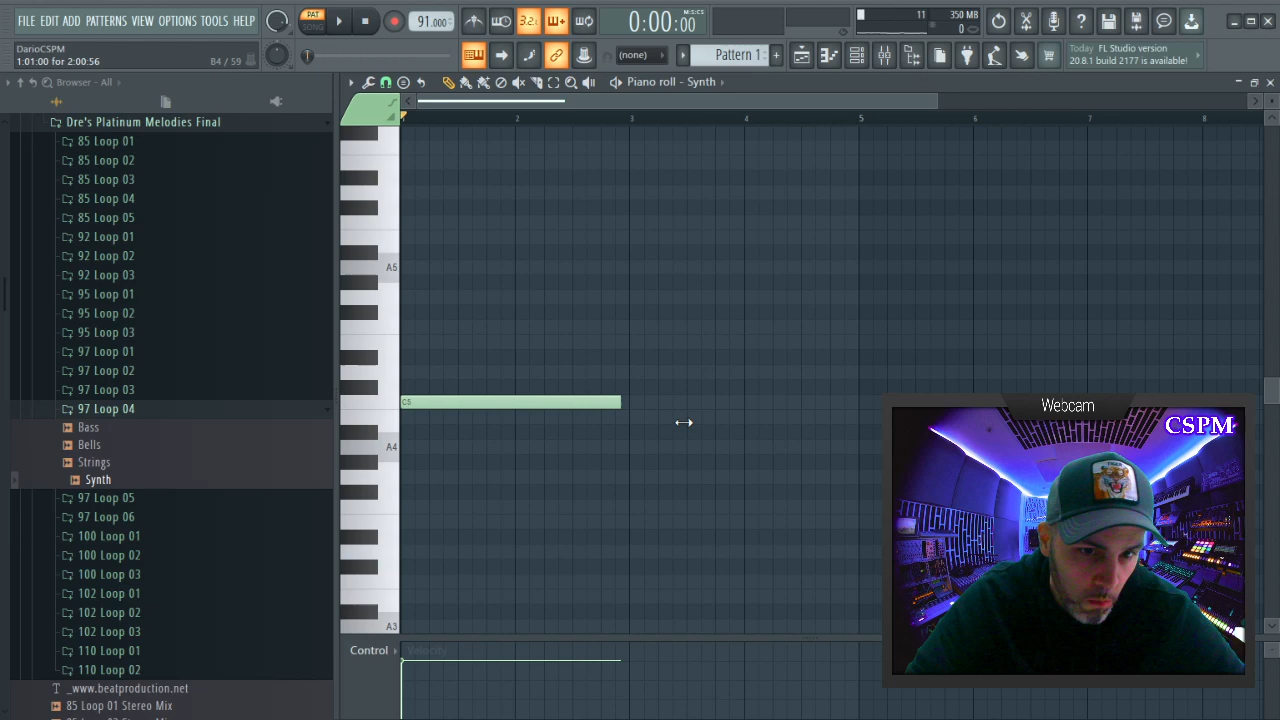 FILE EDIT ADD PATTERNS VIEW OPTIONS TOOLS HELP
PAT
SONG
91.000
3.2
0:00:00
M:S:CS
11
350 MB
0
DarioCSPM
1:01:00 for 2:00:56
B4 / 59
(none)
Pattern 1
Today FL Studio version
20.8.1 build 2177 is available!
Browser - All
Piano roll - Synth
Dre's Platinum Melodies Final
85 Loop 01
85 Loop 02
85 Loop 03
85 Loop 04
85 Loop 05
92 Loop 01
92 Loop 02
92 Loop 03
95 Loop 01
95 Loop 02
95 Loop 03
97 Loop 01
97 Loop 02
97 Loop 03
97 Loop 04
Bass
Bells
Strings
Synth
97 Loop 05
97 Loop 06
100 Loop 01
100 Loop 02
100 Loop 03
102 Loop 01
102 Loop 02
102 Loop 03
110 Loop 01
110 Loop 02
_www.beatproduction.net
85 Loop 01 Stereo Mix
2 3 4 5 6 7 8
A5
C5
A4
A3
Control
Velocity
Webcam
CSPM
TIGER